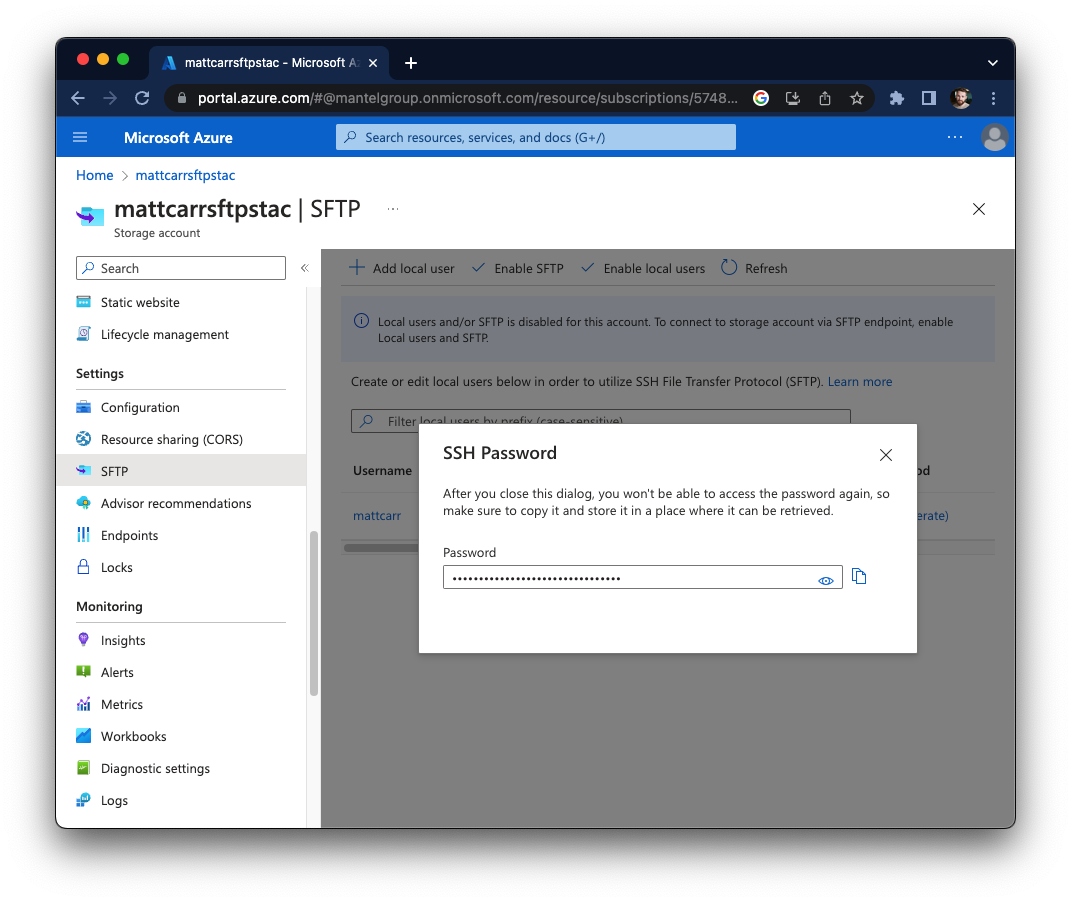 mattcarrsftpstac - Microsoft A
portal.azure.com/#@mantelgroup.onmicrosoft.com/resource/subscriptions/5748...
Microsoft Azure
Search resources, services, and docs (G+/)
Home > mattcarrsftpstac
mattcarrsftpstac | SFTP
Storage account
Search
Static website
Lifecycle management
Settings
Configuration
Resource sharing (CORS)
SFTP
Advisor recommendations
Endpoints
Locks
Monitoring
Insights
Alerts
Metrics
Workbooks
Diagnostic settings
Logs
Add local user
Enable SFTP
Enable local users
Refresh
Local users and/or SFTP is disabled for this account. To connect to storage account via SFTP endpoint, enable
Local users and SFTP.
Create or edit local users below in order to utilize SSH File Transfer Protocol (SFTP). Learn more
Filter local users by prefix (case-sensitive)
Username
od
mattcarr
erate)
SSH Password
After you close this dialog, you won't be able to access the password again, so
make sure to copy it and store it in a place where it can be retrieved.
Password
••••••••••••••••••••••••••••••••